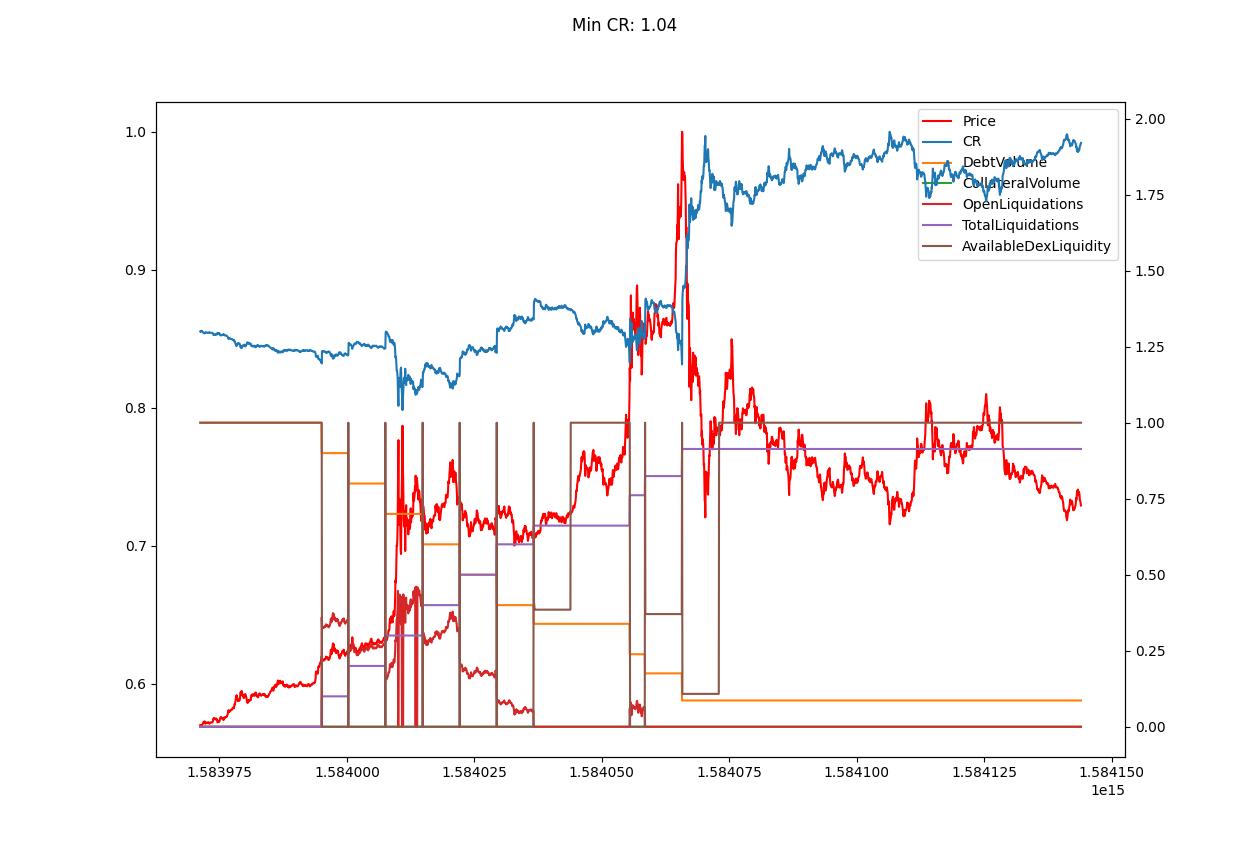 Min CR: 1.04
1.0
0.9
0.8
0.7
0.6
2.00
1.75
1.50
1.25
1.00
0.75
0.50
0.25
0.00
Price
CR
DebtVolume
CollateralVolume
OpenLiquidations
TotalLiquidations
AvailableDexLiquidity
1.583975 1.584000 1.584025 1.584050 1.584075 1.584100 1.584125 1.584150
1e15